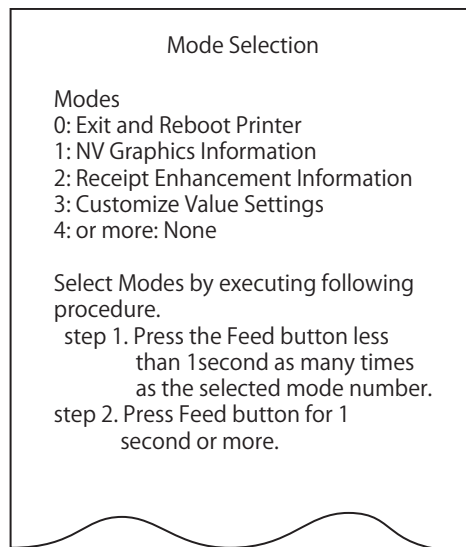 Mode Selection
Modes
0: Exit and Reboot Printer
1: NV Graphics Information
2: Receipt Enhancement Information
3: Customize Value Settings
4: or more: None
Select Modes by executing following
procedure.
step 1. Press the Feed button less
than 1second as many times
as the selected mode number.
step 2. Press Feed button for 1
second or more.